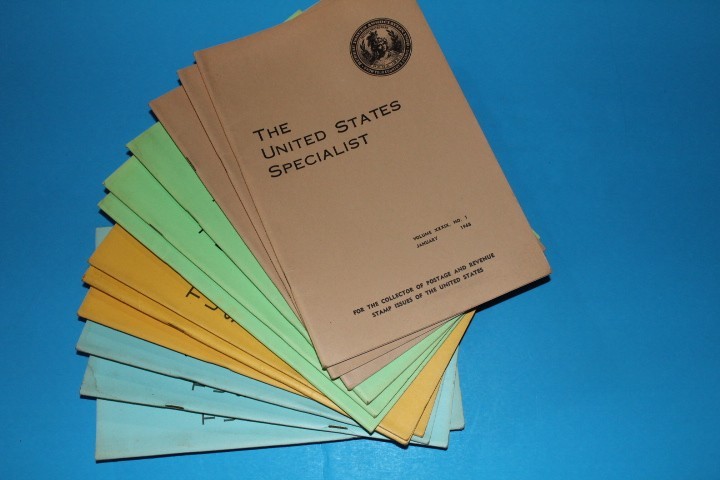 THE
UNITED STATES
SPECIALIST
VOLUME XXXIX, NO. 1
JANUARY 1968
FOR THE COLLECTOR OF POSTAGE AND REVENUE
STAMP ISSUES OF THE UNITED STATES